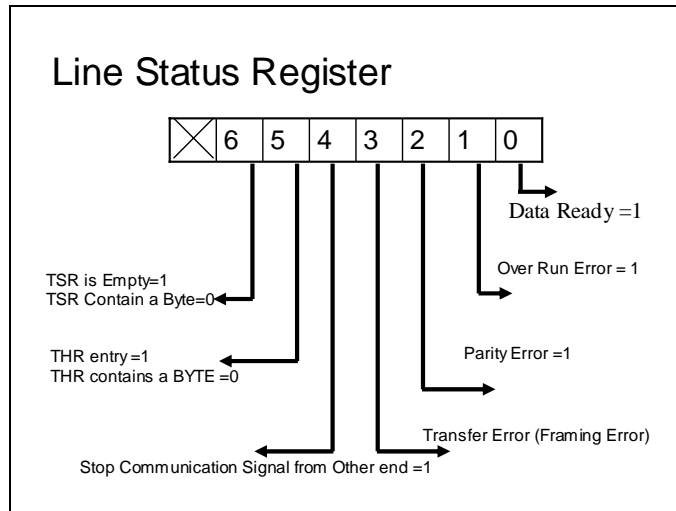 Line Status Register
6 5 4 3 2 1 0
Data Ready =1
Over Run Error = 1
TSR is Empty=1
TSR Contain a Byte=0
Parity Error =1
THR entry =1
THR contains a BYTE =0
Transfer Error (Framing Error)
Stop Communication Signal from Other end =1